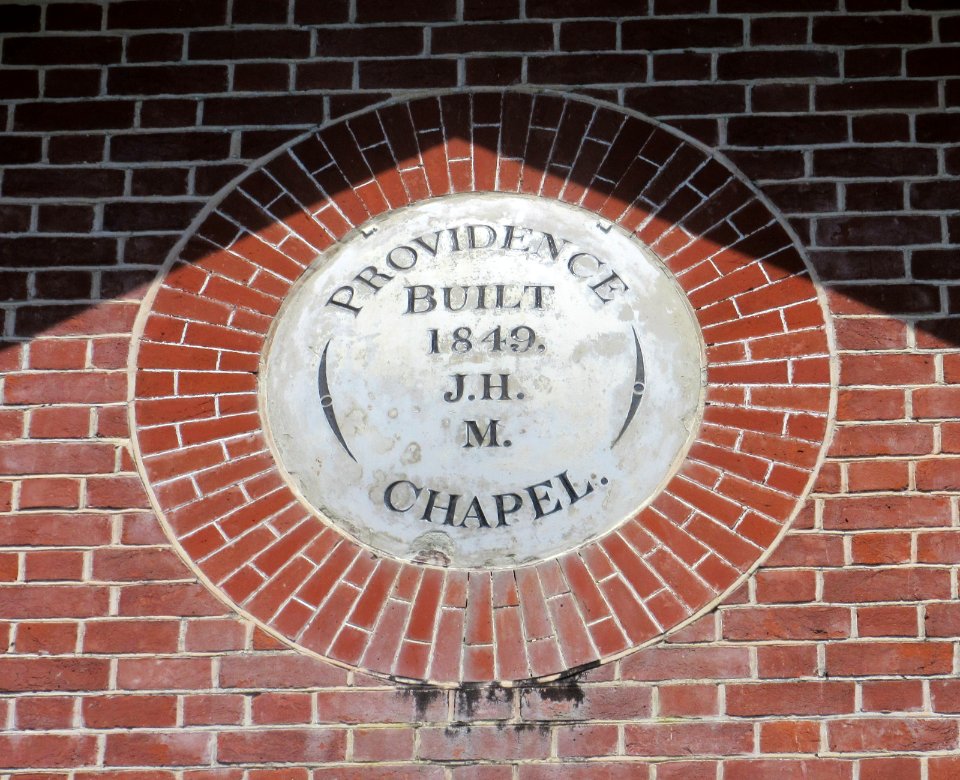 PROVIDENCE
BUILT
1849.
J.H.
M.
CHAPEL.